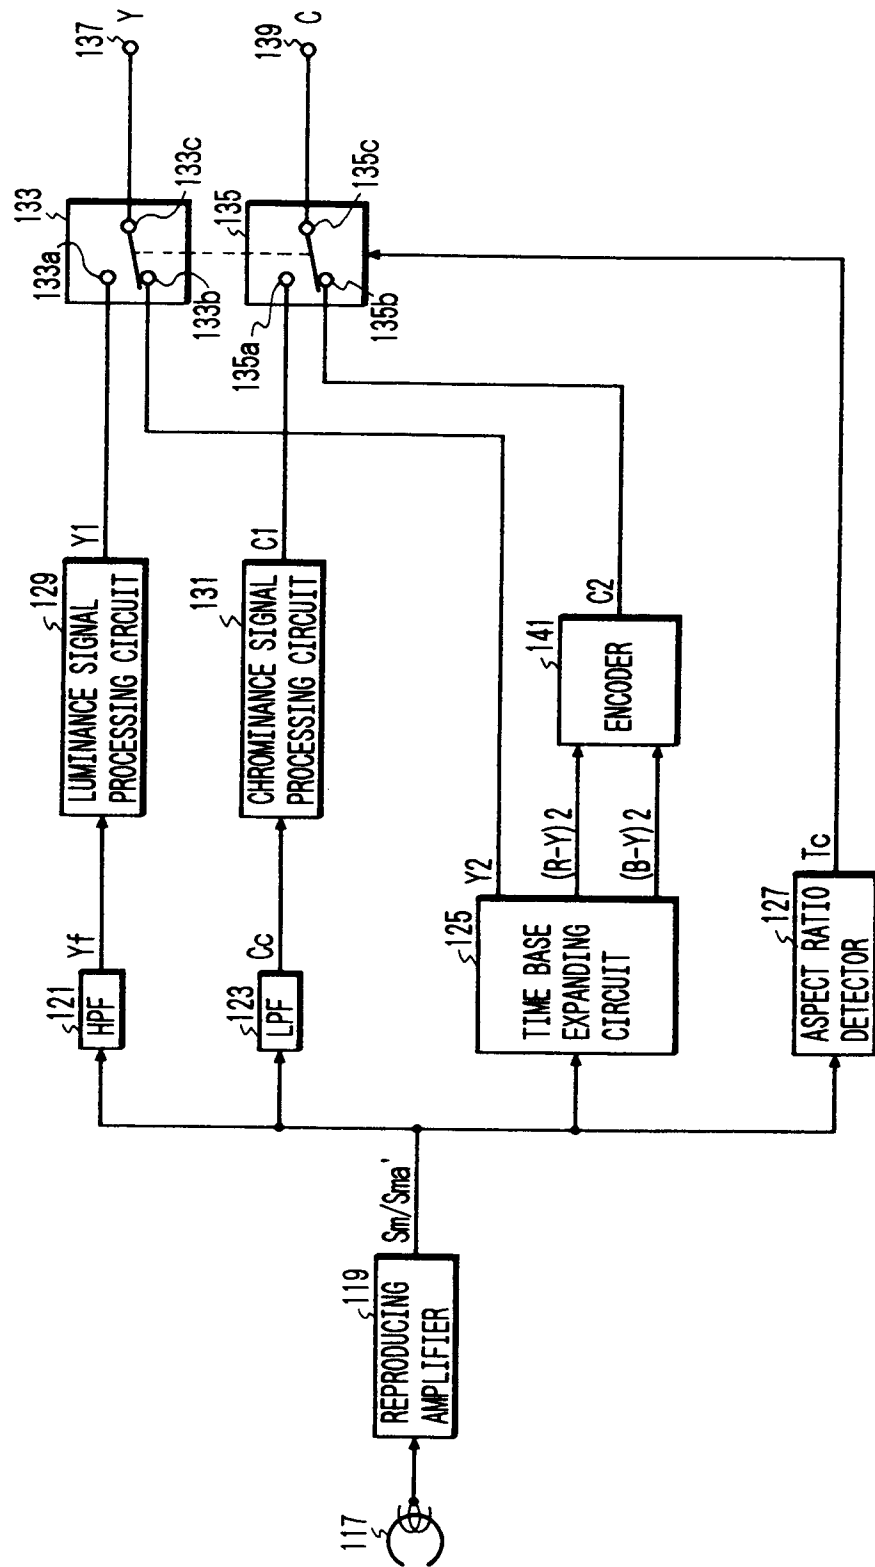 117
119
REPRODUCING
AMPLIFIER
Sm/Sma'
121
HPF
Yf
129
LUMINANCE SIGNAL
PROCESSING CIRCUIT
Y1
133
133a
133b
133c
137
Y
123
LPF
Cc
131
CHROMINANCE SIGNAL
PROCESSING CIRCUIT
C1
135
135a
135b
135c
139
C
125
TIME BASE
EXPANDING
CIRCUIT
Y2
(R-Y)2
(B-Y)2
141
ENCODER
C2
127
ASPECT RATIO
DETECTOR
Tc